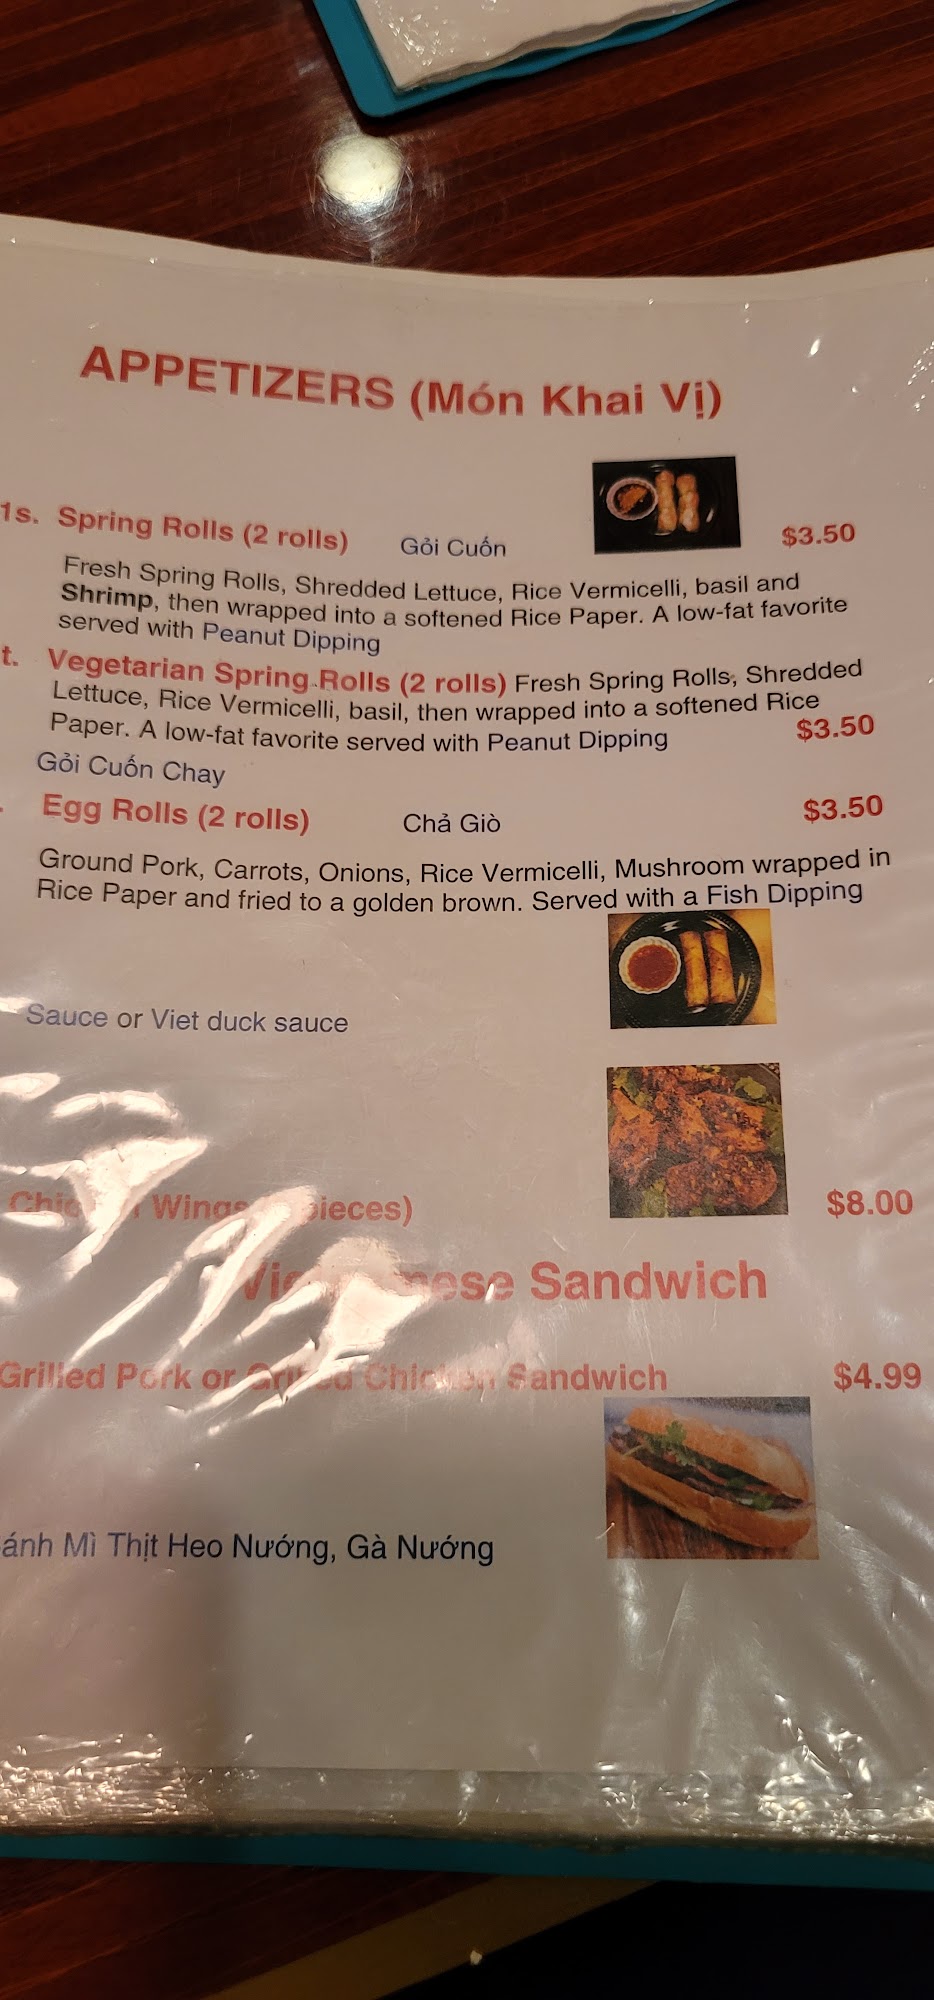 APPETIZERS (Món Khai Vị)
1s. Spring Rolls (2 rolls) Gỏi Cuốn $3.50
Fresh Spring Rolls, Shredded Lettuce, Rice Vermicelli, basil and
Shrimp, then wrapped into a softened Rice Paper. A low-fat favorite
served with Peanut Dipping
t. Vegetarian Spring Rolls (2 rolls) Fresh Spring Rolls, Shredded
Lettuce, Rice Vermicelli, basil, then wrapped into a softened Rice
Paper. A low-fat favorite served with Peanut Dipping $3.50
Gỏi Cuốn Chay
Egg Rolls (2 rolls) Chả Giò $3.50
Ground Pork, Carrots, Onions, Rice Vermicelli, Mushroom wrapped in
Rice Paper and fried to a golden brown. Served with a Fish Dipping
Sauce or Viet duck sauce
Chicken Wings pieces) $8.00
Vietnamese Sandwich
Grilled Pork or Grilled Chicken Sandwich $4.99
ánh Mì Thịt Heo Nướng, Gà Nướng